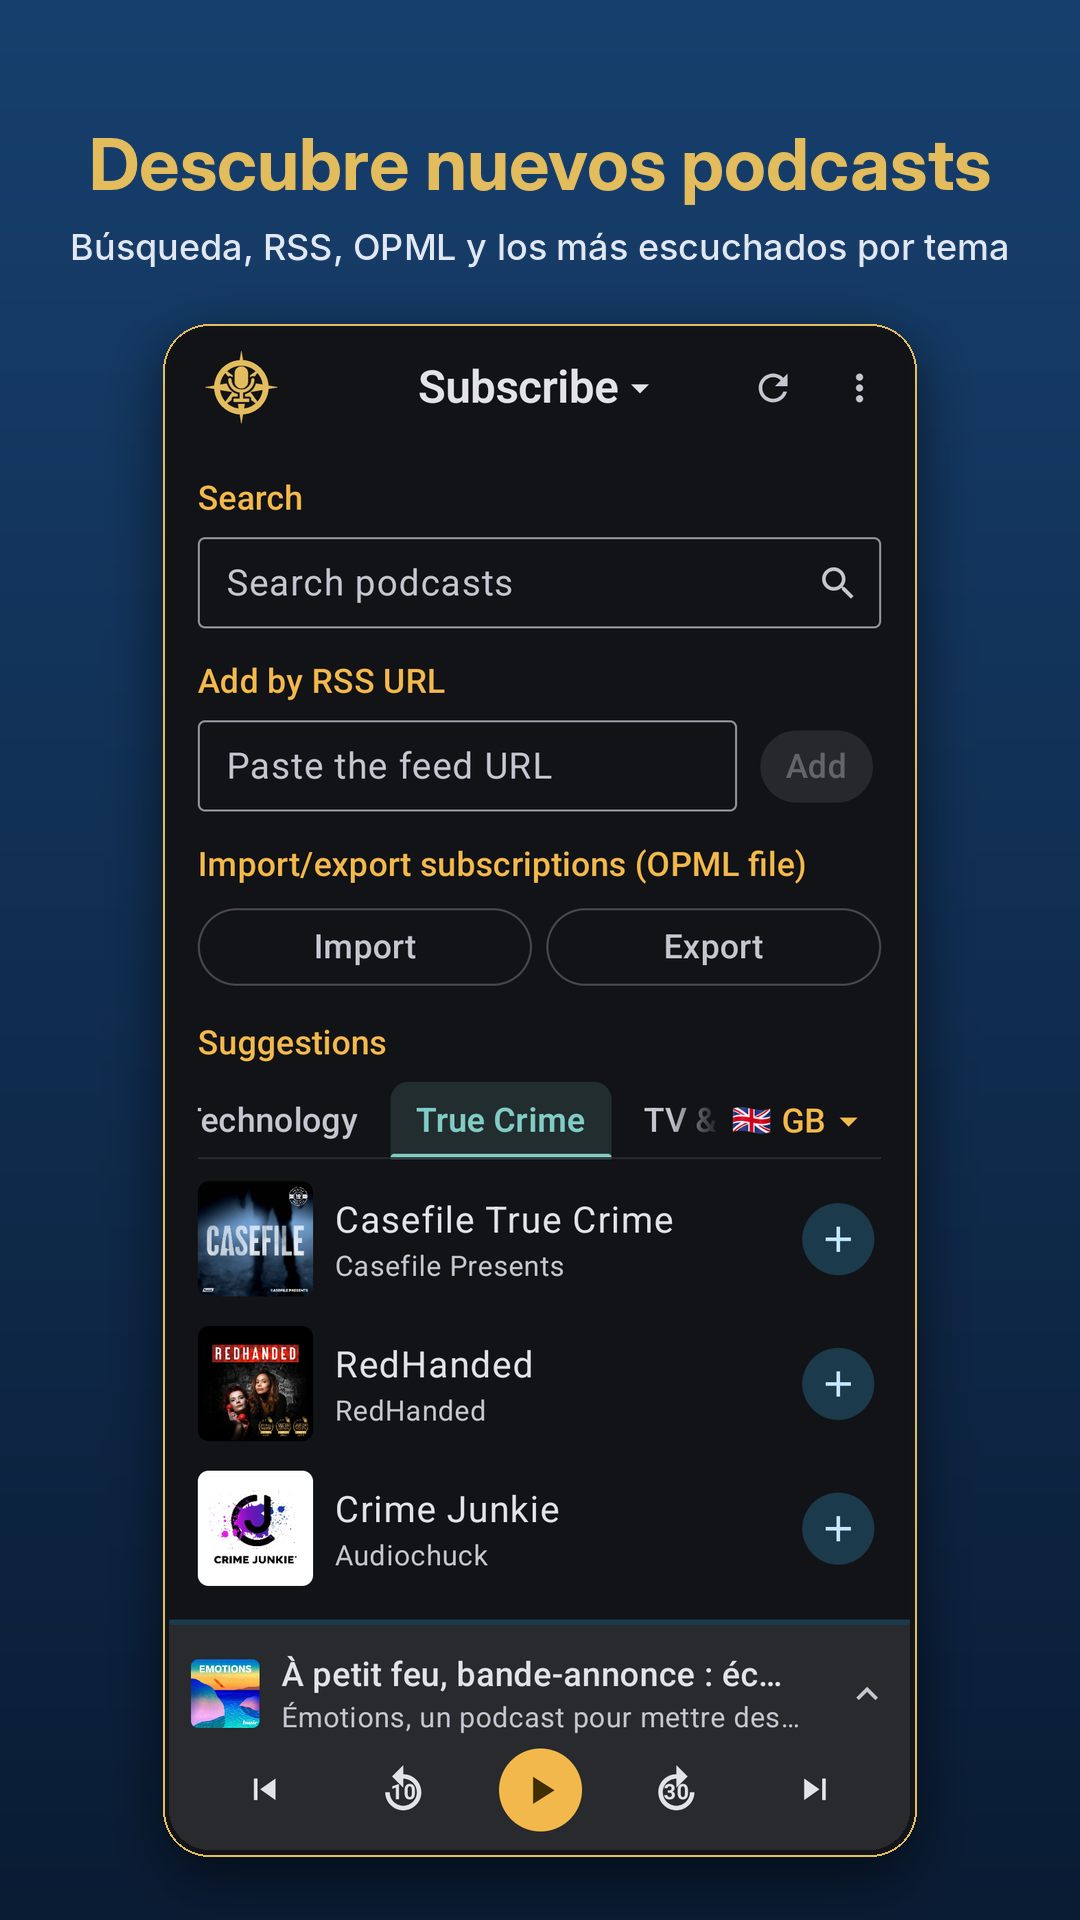 Descubre nuevos podcasts
Búsqueda, RSS, OPML y los más escuchados por tema
Subscribe
Search
Search podcasts
Add by RSS URL
Paste the feed URL
Add
Import/export subscriptions (OPML file)
Import
Export
Suggestions
echnology
True Crime
TV &
🇬🇧 GB
CASEFILE
CASEFILE PRESENTS
Casefile True Crime
Casefile Presents
REDHANDED
RedHanded
RedHanded
CRIME JUNKIE
Crime Junkie
Audiochuck
EMOTIONS
À petit feu, bande-annonce : éc...
Émotions, un podcast pour mettre des...
10
30